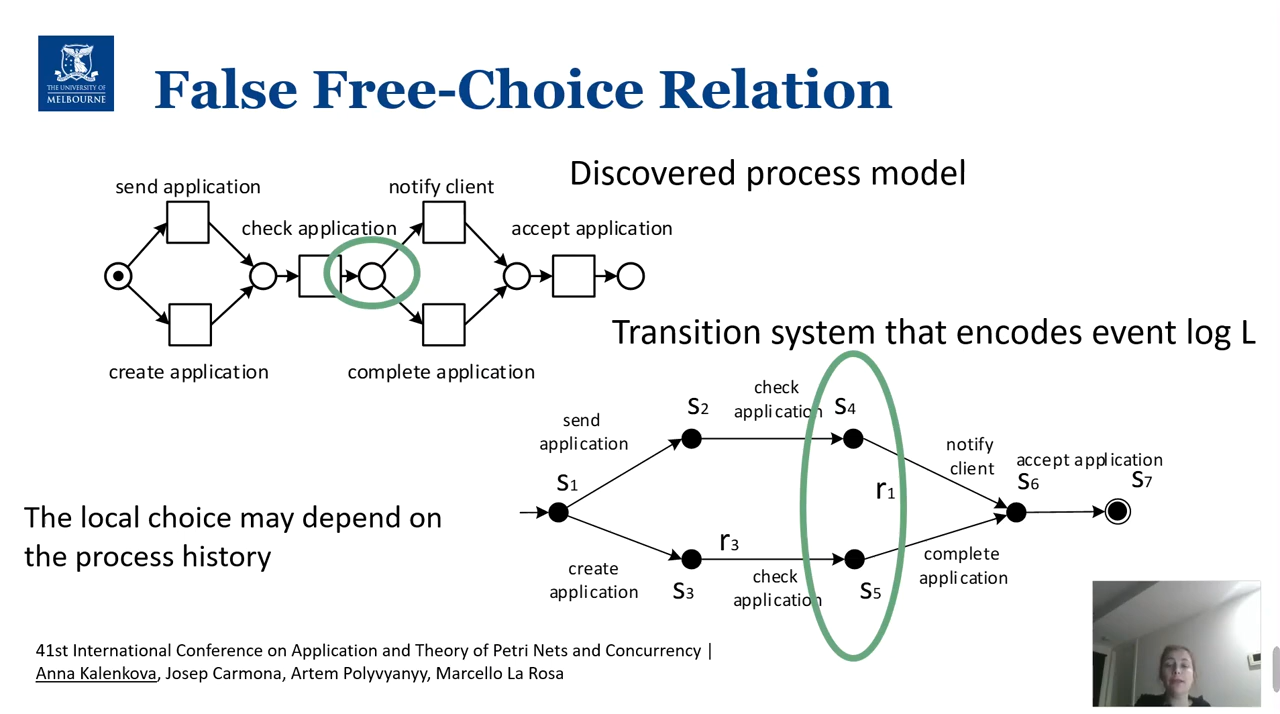 THE UNIVERSITY OF
MELBOURNE
False Free-Choice Relation
Discovered process model
send application
notify client
check application
accept application
create application
complete application
Transition system that encodes event log L
check
application
s4
s2
send
application
notify
client
accept application
s1
r1
s6
s7
The local choice may depend on
the process history
r3
create
application
s3
check
application
s5
complete
application
41st International Conference on Application and Theory of Petri Nets and Concurrency |
Anna Kalenkova, Josep Carmona, Artem Polyvyanyy, Marcello La Rosa